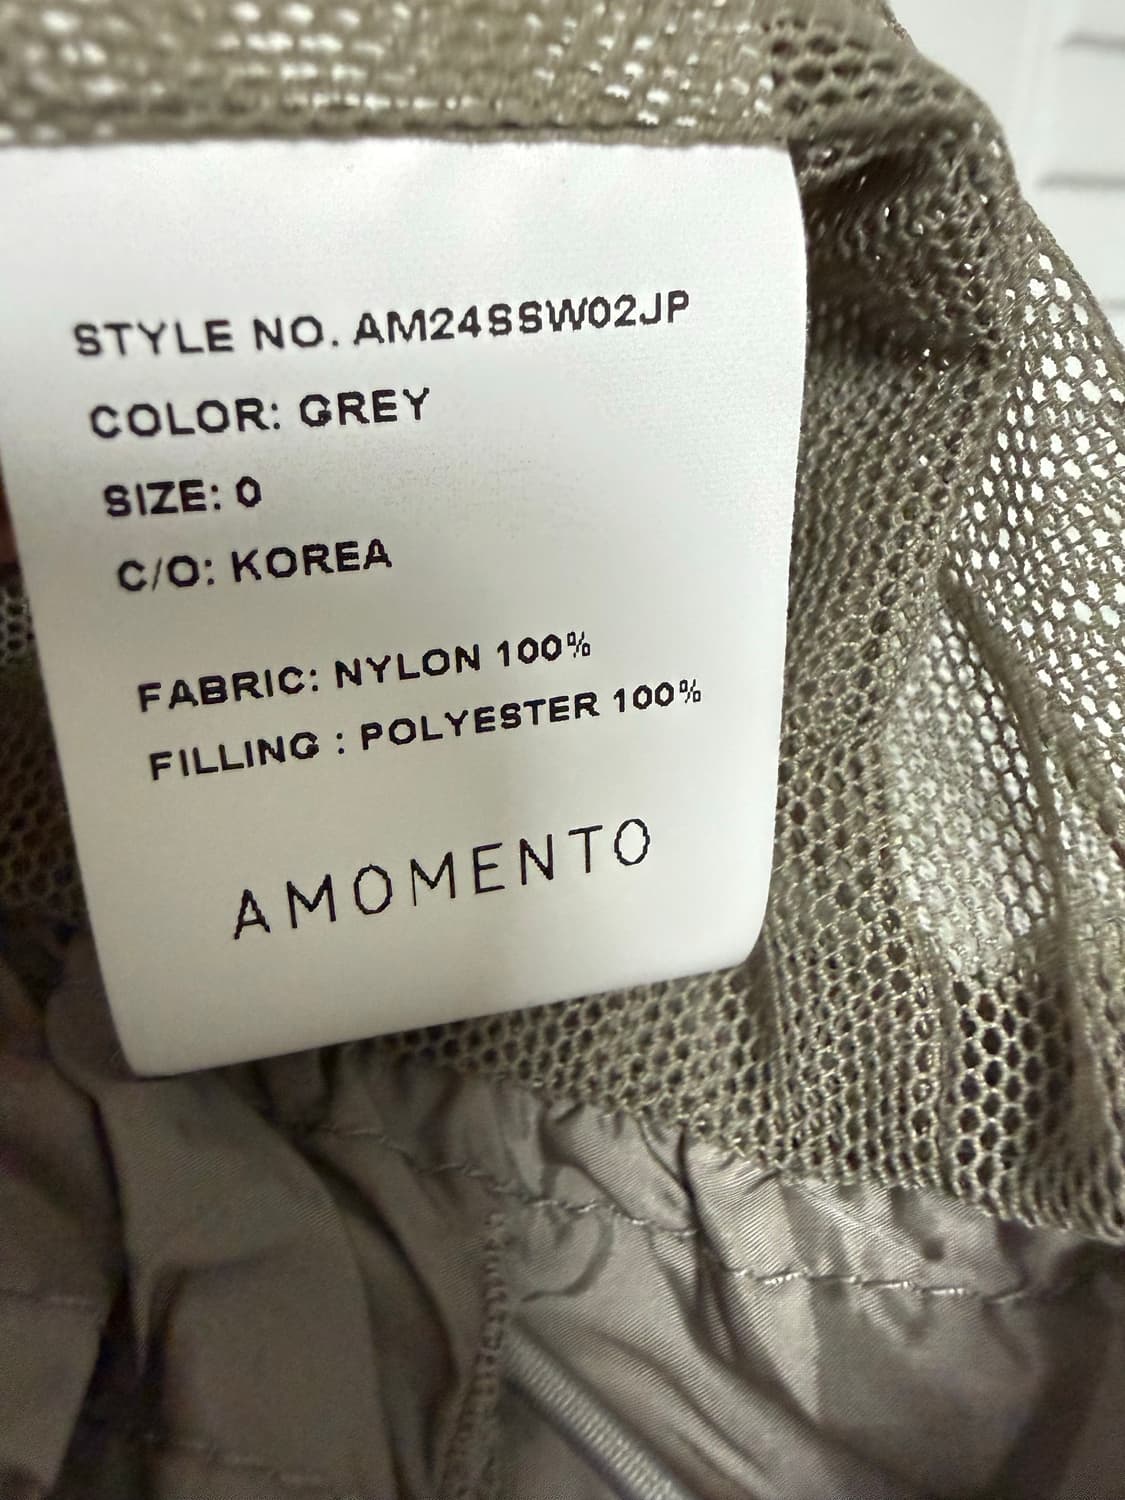 STYLE NO. AM24SSW02JP
COLOR: GREY
SIZE: 0
C/O: KOREA
FABRIC: NYLON 100%
FILLING : POLYESTER 100%
AMOMENTO